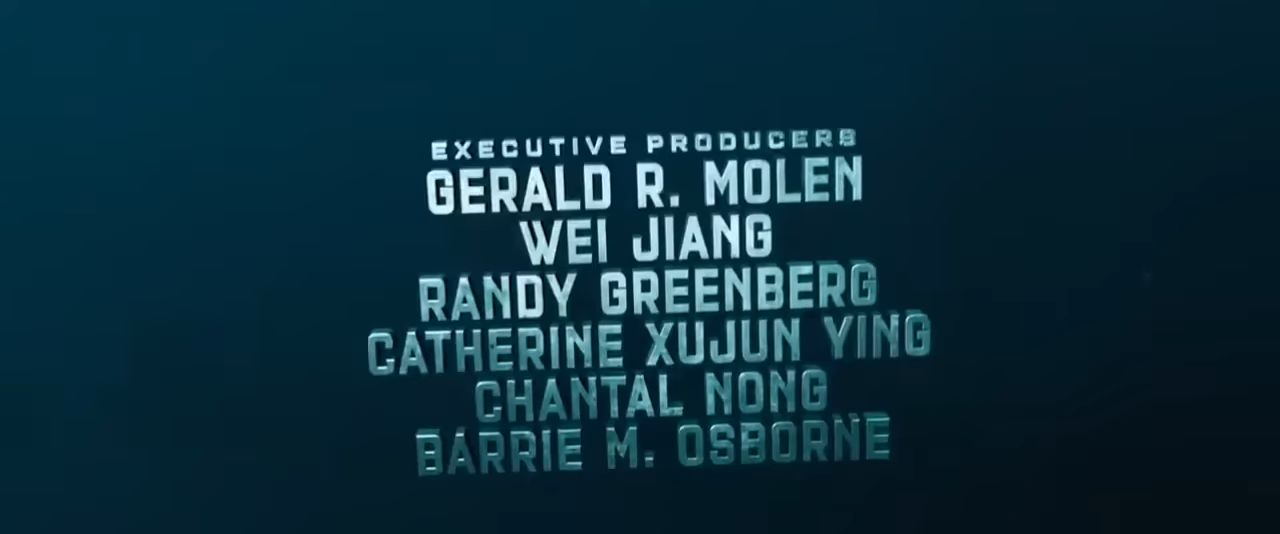 EXECUTIVE PRODUCERS
GERALD R. MOLEN
WEI JIANG
RANDY GREENBERG
CATHERINE XUJUN YING
CHANTAL NONG
BARRIE M. OSBORNE